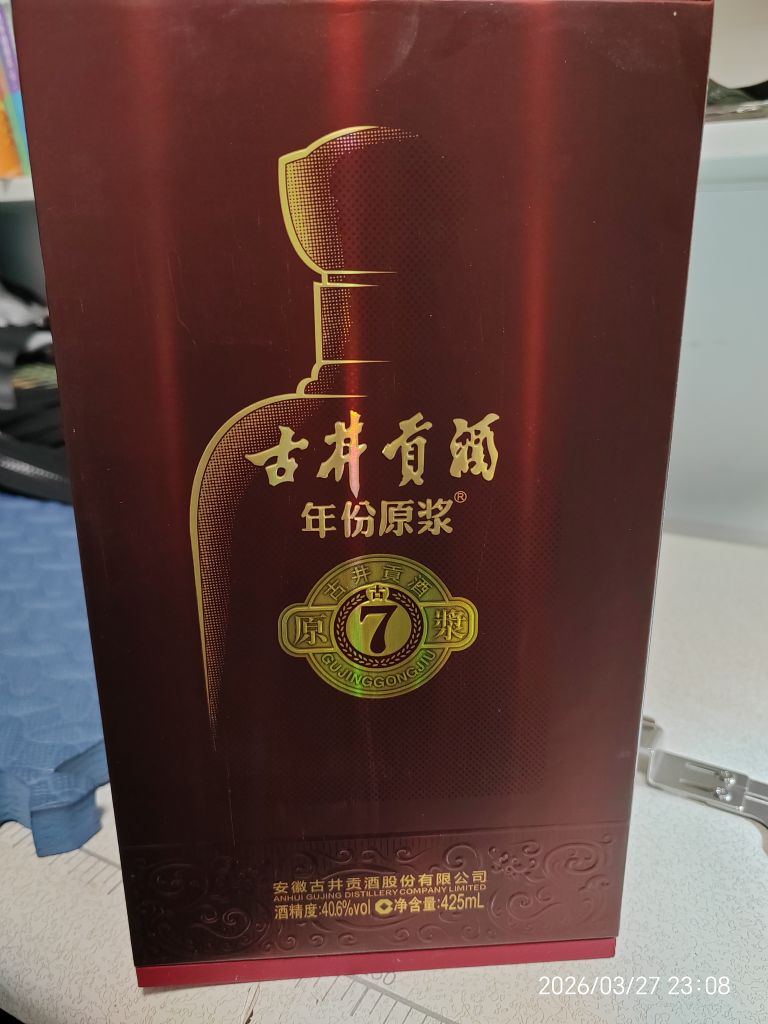 古井贡酒
年份原浆®
古井贡酒
古
原 7 漿
GUJINGGONGJIU
安徽古井贡酒股份有限公司
ANHUI GUJING DISTILLERY COMPANY LIMITED
酒精度:40.6%vol 净含量:425mL
2026/03/27 23:08